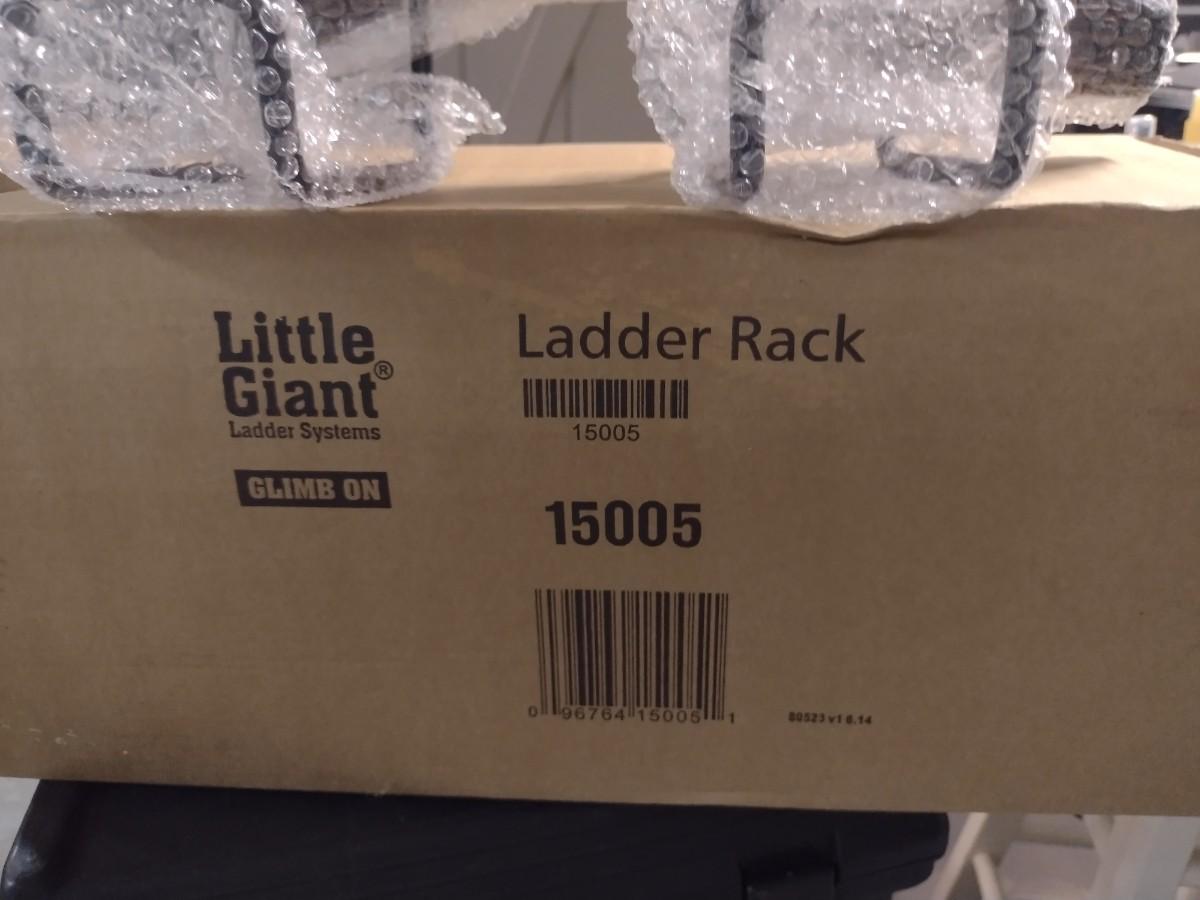 Little
Giant®
Ladder Systems
CLIMB ON
Ladder Rack
15005
15005
0 96764 15005 1
80523 v1 6.14